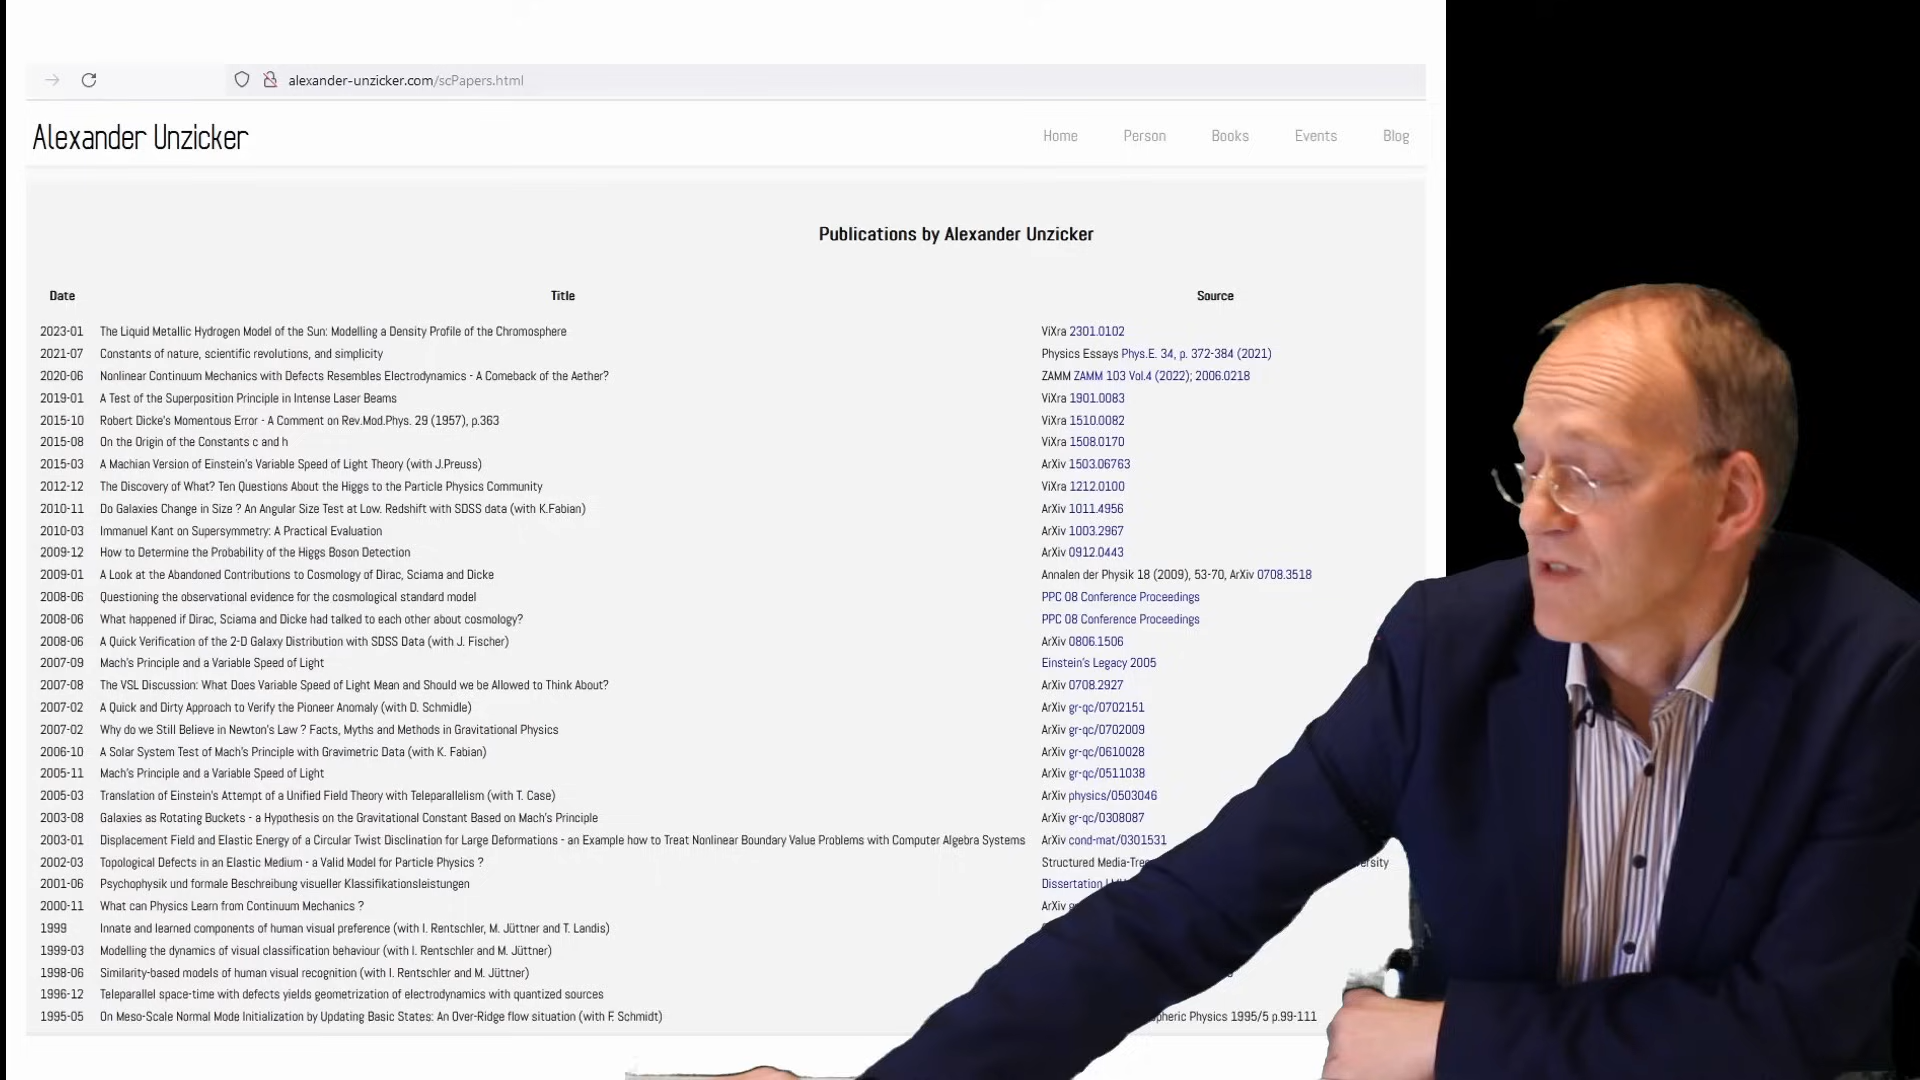 alexander-unzicker.com/scPapers.html
Alexander Unzicker
Home Person Books Events Blog
Publications by Alexander Unzicker
Date Title Source
2023-01 The Liquid Metallic Hydrogen Model of the Sun: Modelling a Density Profile of the Chromosphere ViXra 2301.0102
2021-07 Constants of nature, scientific revolutions, and simplicity Physics Essays Phys.E. 34, p. 372-384 (2021)
2020-06 Nonlinear Continuum Mechanics with Defects Resembles Electrodynamics - A Comeback of the Aether? ZAMM ZAMM 103 Vol.4 (2022); 2006.0218
2019-01 A Test of the Superposition Principle in Intense Laser Beams ViXra 1901.0083
2015-10 Robert Dicke's Momentous Error - A Comment on Rev.Mod.Phys. 29 (1957), p.363 ViXra 1510.0082
2015-08 On the Origin of the Constants c and h ViXra 1508.0170
2015-03 A Machian Version of Einstein's Variable Speed of Light Theory (with J.Preuss) ArXiv 1503.06763
2012-12 The Discovery of What? Ten Questions About the Higgs to the Particle Physics Community ViXra 1212.0100
2010-11 Do Galaxies Change in Size ? An Angular Size Test at Low. Redshift with SDSS data (with K.Fabian) ArXiv 1011.4956
2010-03 Immanuel Kant on Supersymmetry: A Practical Evaluation ArXiv 1003.2967
2009-12 How to Determine the Probability of the Higgs Boson Detection ArXiv 0912.0443
2009-01 A Look at the Abandoned Contributions to Cosmology of Dirac, Sciama and Dicke Annalen der Physik 18 (2009), 53-70, ArXiv 0708.3518
2008-06 Questioning the observational evidence for the cosmological standard model PPC 08 Conference Proceedings
2008-06 What happened if Dirac, Sciama and Dicke had talked to each other about cosmology? PPC 08 Conference Proceedings
2008-06 A Quick Verification of the 2-D Galaxy Distribution with SDSS Data (with J. Fischer) ArXiv 0806.1506
2007-09 Mach's Principle and a Variable Speed of Light Einstein's Legacy 2005
2007-08 The VSL Discussion: What Does Variable Speed of Light Mean and Should we be Allowed to Think About? ArXiv 0708.2927
2007-02 A Quick and Dirty Approach to Verify the Pioneer Anomaly (with D. Schmidle) ArXiv gr-qc/0702151
2007-02 Why do we Still Believe in Newton's Law ? Facts, Myths and Methods in Gravitational Physics ArXiv gr-qc/0702009
2006-10 A Solar System Test of Mach's Principle with Gravimetric Data (with K. Fabian) ArXiv gr-qc/0610028
2005-11 Mach's Principle and a Variable Speed of Light ArXiv gr-qc/0511038
2005-03 Translation of Einstein's Attempt of a Unified Field Theory with Teleparallelism (with T. Case) ArXiv physics/0503046
2003-08 Galaxies as Rotating Buckets - a Hypothesis on the Gravitational Constant Based on Mach's Principle ArXiv gr-qc/0308087
2003-01 Displacement Field and Elastic Energy of a Circular Twist Disclination for Large Deformations - an Example how to Treat Nonlinear Boundary Value Problems with Computer Algebra Systems ArXiv cond-mat/0301531
2002-03 Topological Defects in an Elastic Medium - a Valid Model for Particle Physics ? Structured
2001-06 Psychophysik und formale Beschreibung visueller Klassifikationsleistungen Dissertation
2000-11 What can Physics Learn from Continuum Mechanics ? ArXiv
1999 Innate and learned components of human visual preference (with I. Rentschler, M. Jüttner and T. Landis)
1999-03 Modelling the dynamics of visual classification behaviour (with I. Rentschler and M. Jüttner)
1998-06 Similarity-based models of human visual recognition (with I. Rentschler and M. Jüttner)
1996-12 Teleparallel space-time with defects yields geometrization of electrodynamics with quantized sources
1995-05 On Meso-Scale Normal Mode Initialization by Updating Basic States: An Over-Ridge flow situation (with F. Schmidt) Physics 1995/5 p.99-111